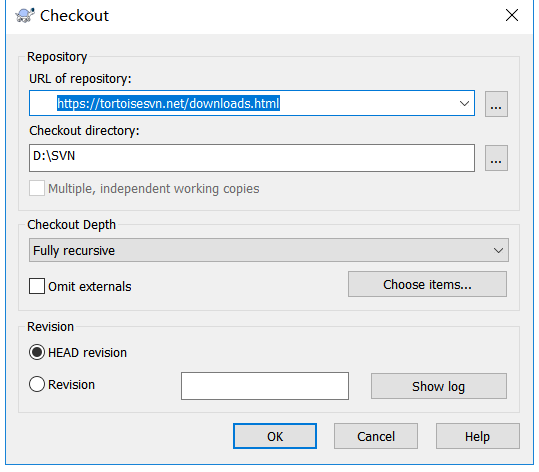 Checkout
Repository
URL of repository:
https://tortoisesvn.net/downloads.html
...
Checkout directory:
D:\SVN
...
Multiple, independent working copies
Checkout Depth
Fully recursive
Omit externals
Choose items...
Revision
HEAD revision
Revision
Show log
OK
Cancel
Help